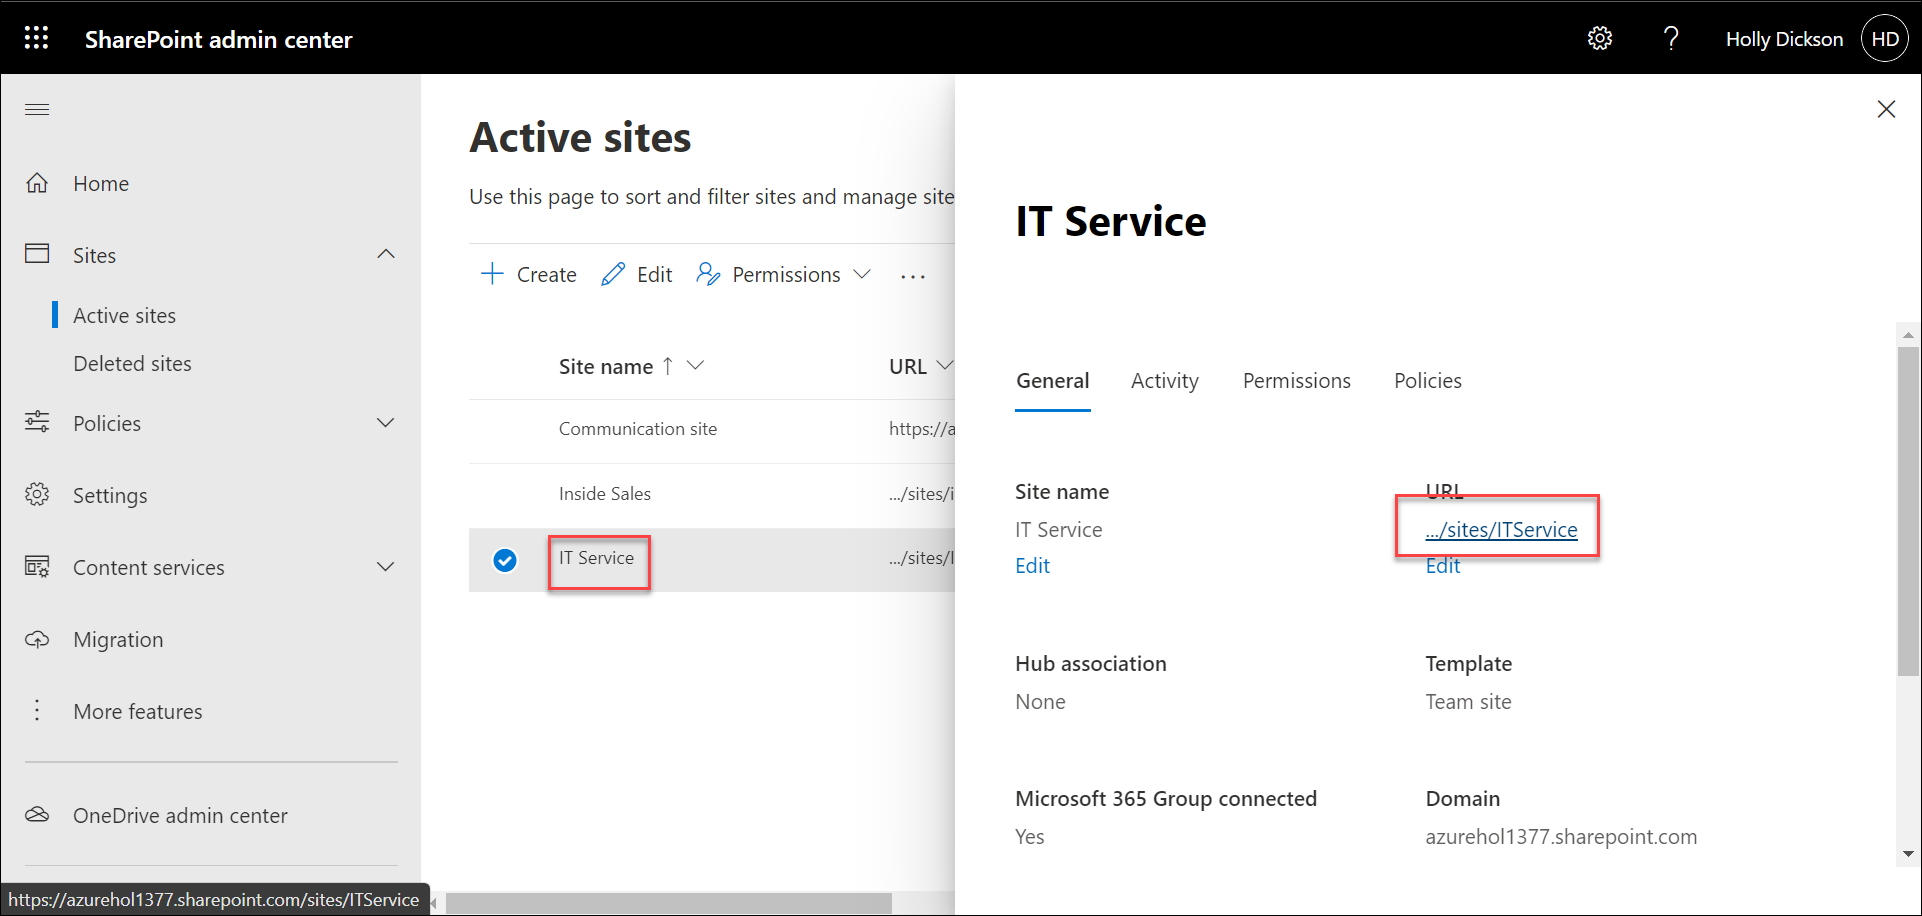 SharePoint admin center
Holly Dickson
HD
Home
Sites
Active sites
Deleted sites
Policies
Settings
Content services
Migration
More features
OneDrive admin center
https://azurehol1377.sharepoint.com/sites/ITService
Active sites
Use this page to sort and filter sites and manage site
Create
Edit
Permissions
...
Site name ↑
URL
Communication site
https://a
Inside Sales
.../sites/i
IT Service
.../sites/I
IT Service
General
Activity
Permissions
Policies
Site name
IT Service
Edit
URL
.../sites/ITService
Edit
Hub association
None
Template
Team site
Microsoft 365 Group connected
Yes
Domain
azurehol1377.sharepoint.com